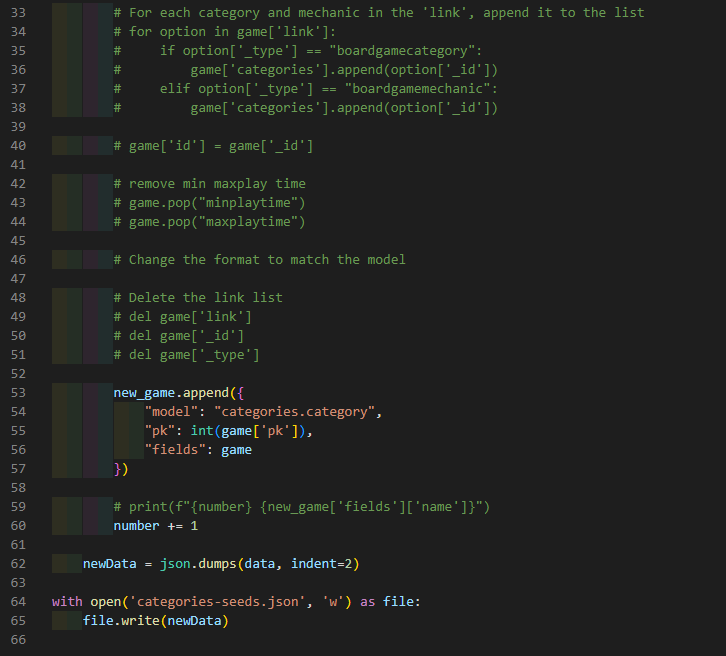 33 # For each category and mechanic in the 'link', append it to the list
34 # for option in game['link']:
35 #     if option['_type'] == "boardgamecategory":
36 #         game['categories'].append(option['_id'])
37 #     elif option['_type'] == "boardgamemechanic":
38 #         game['categories'].append(option['_id'])
39
40 # game['id'] = game['_id']
41
42 # remove min maxplay time
43 # game.pop("minplaytime")
44 # game.pop("maxplaytime")
45
46 # Change the format to match the model
47
48 # Delete the link list
49 # del game['link']
50 # del game['_id']
51 # del game['_type']
52
53 new_game.append({
54     "model": "categories.category",
55     "pk": int(game['pk']),
56     "fields": game
57 })
58
59 # print(f"{number} {new_game['fields']['name']}")
60 number += 1
61
62 newData = json.dumps(data, indent=2)
63
64 with open('categories-seeds.json', 'w') as file:
65     file.write(newData)
66